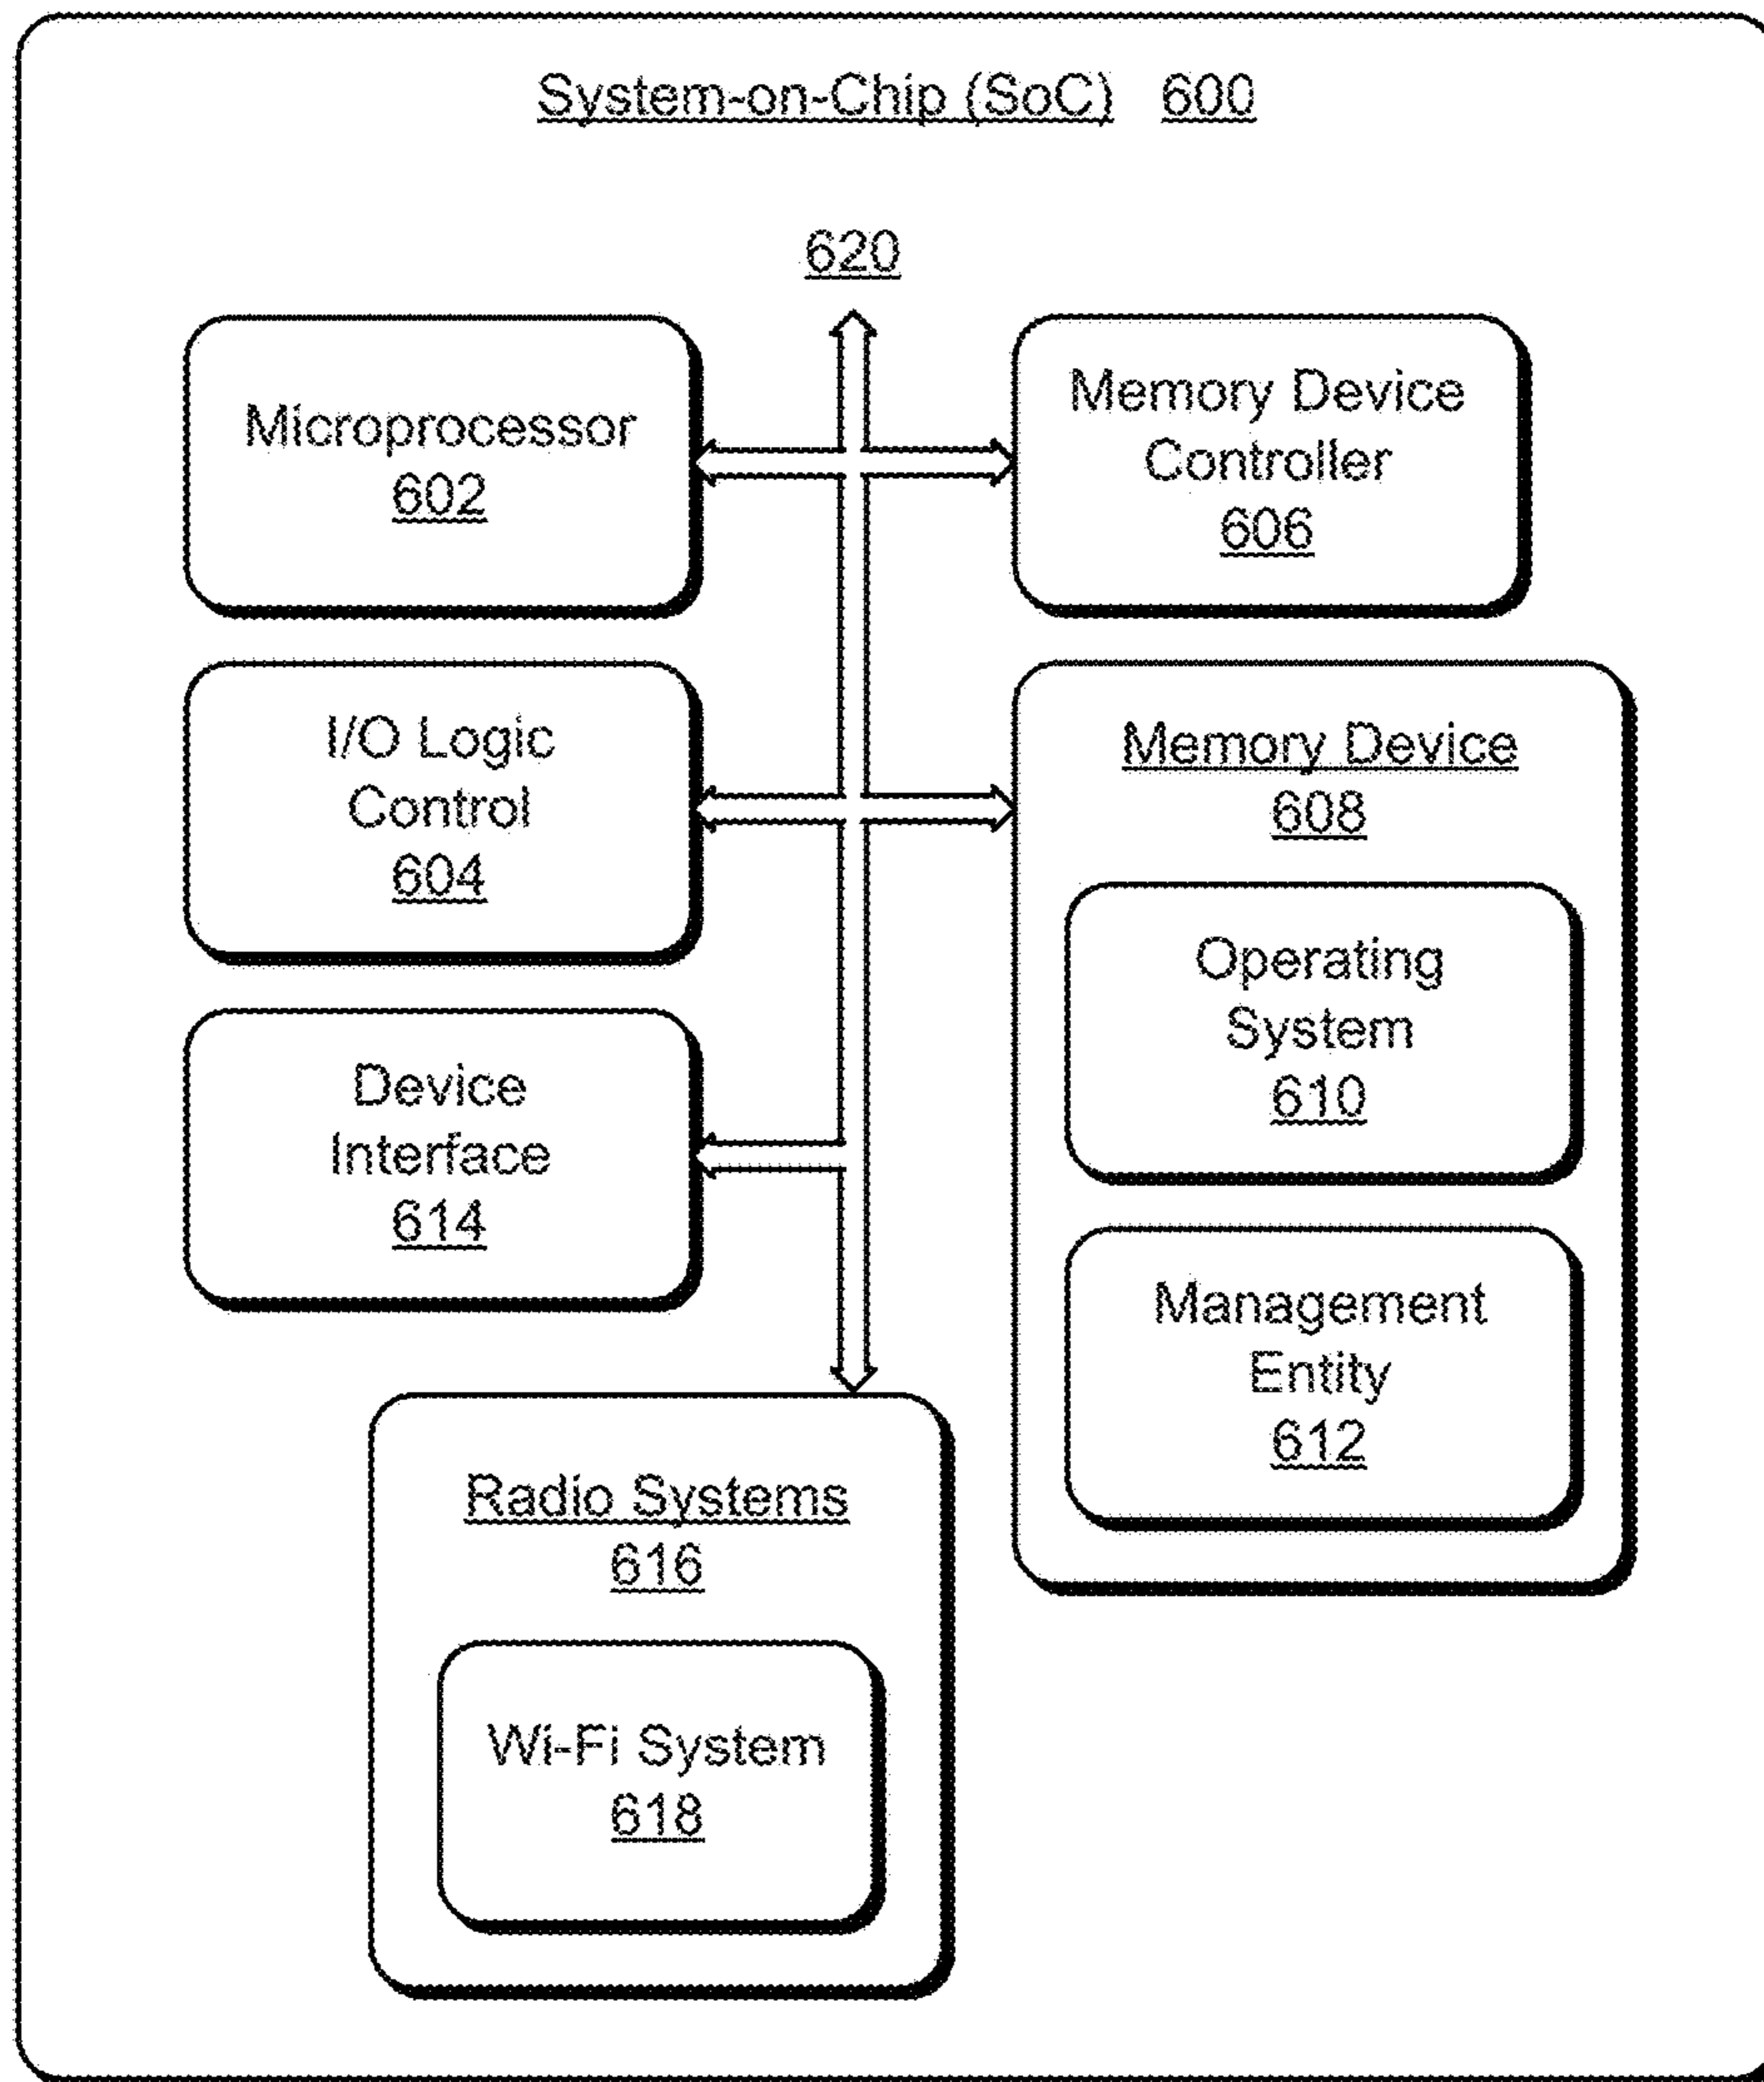 System-on-Chip (SoC) 600
620
Microprocessor
602
Memory Device
Controller
606
I/O Logic
Control
604
Memory Device
608
Operating
System
610
Device
Interface
614
Management
Entity
612
Radio Systems
616
Wi-Fi System
618